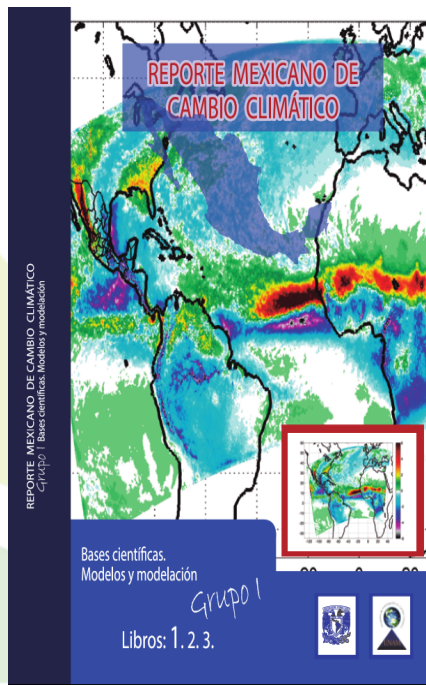 REPORTE MEXICANO DE
CAMBIO CLIMÁTICO
REPORTE MEXICANO DE CAMBIO CLIMÁTICO
Grupo I Bases científicas. Modelos y modelación
Bases científicas.
Modelos y modelación
Grupo I
Libros: 1. 2. 3.